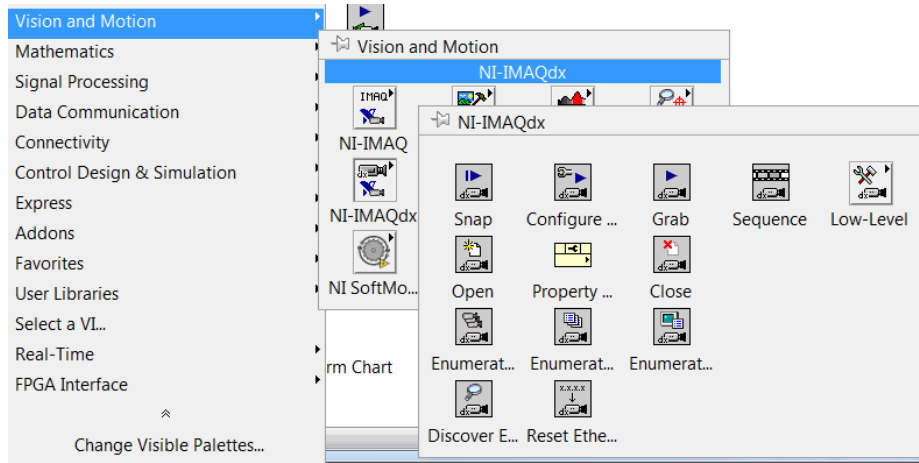 Vision and Motion
Mathematics
Signal Processing
Data Communication
Connectivity
Control Design & Simulation
Express
Addons
Favorites
User Libraries
Select a VI...
Real-Time
FPGA Interface
Change Visible Palettes...
Vision and Motion
NI-IMAQdx
IMAQ
NI-IMAQ
NI-IMAQdx
NI SoftMo...
rm Chart
NI-IMAQdx
Snap Configure ... Grab Sequence Low-Level
Open Property ... Close
Enumerat... Enumerat... Enumerat...
x.x.x.x
Discover E... Reset Ethe...